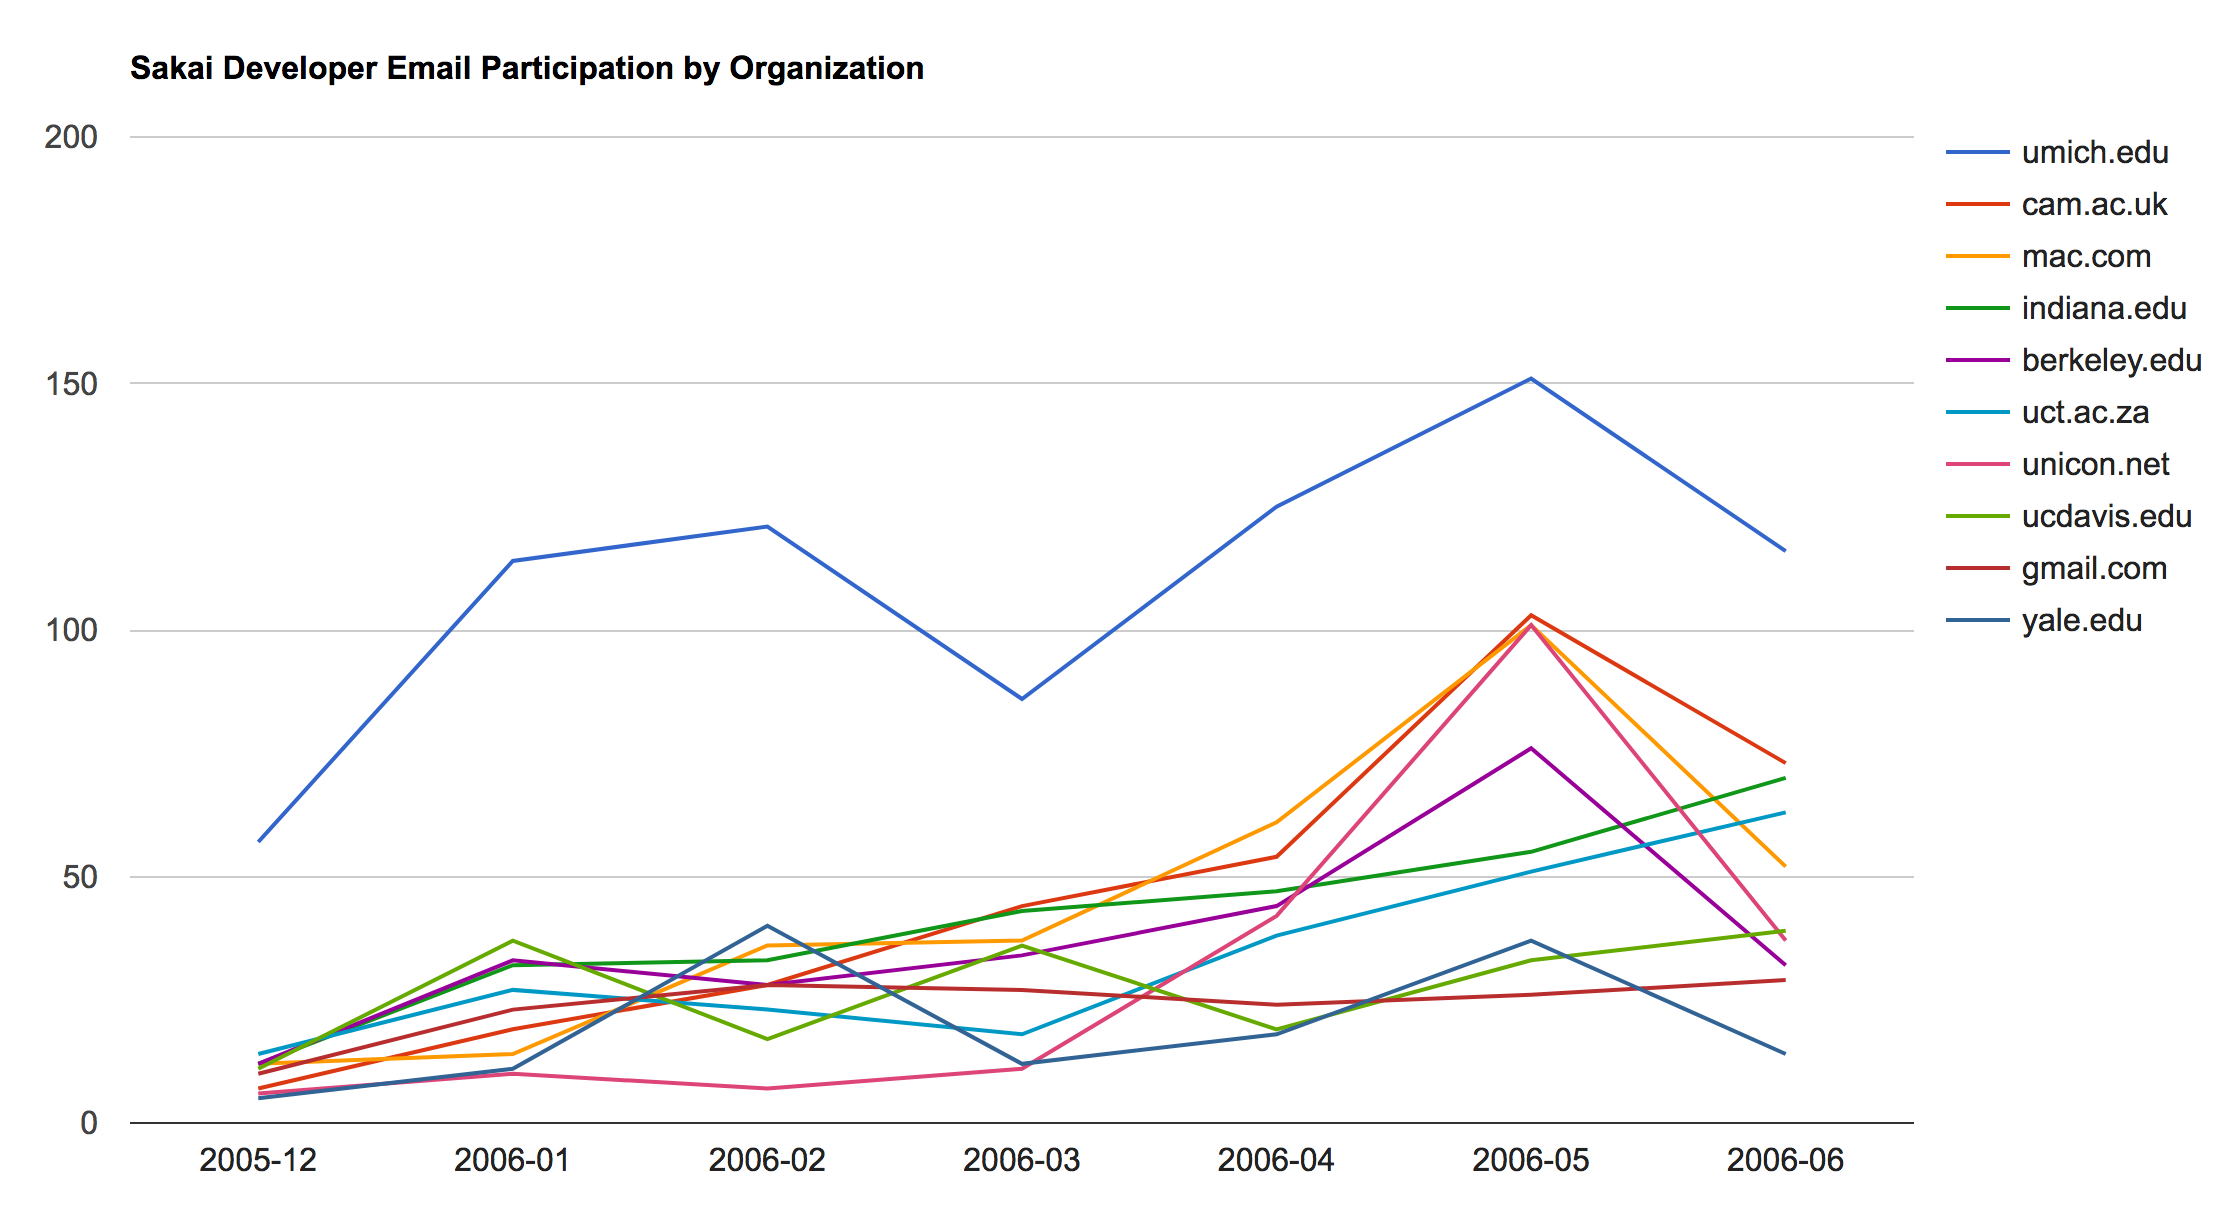 Sakai Developer Email Participation by Organization
200
150
100
50
0
2005-12
2006-01
2006-02
2006-03
2006-04
2006-05
2006-06
umich.edu
cam.ac.uk
mac.com
indiana.edu
berkeley.edu
uct.ac.za
unicon.net
ucdavis.edu
gmail.com
yale.edu